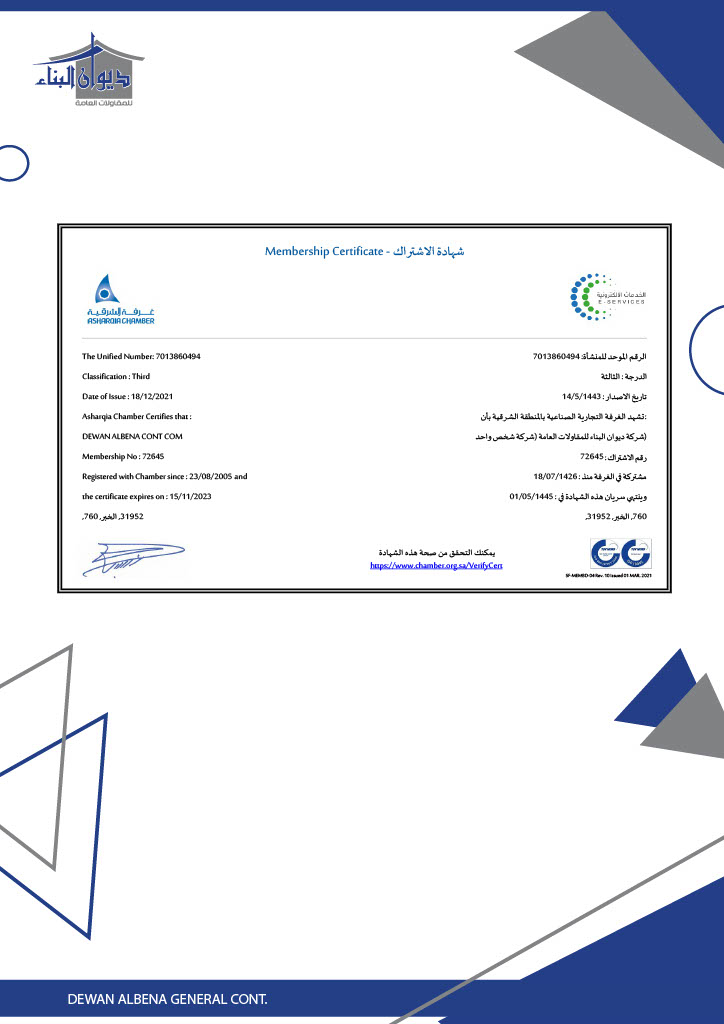 ديوان البناء
للمقاولات العامة
Membership Certificate - شهادة الاشتراك
غرفة الشرقية
ASHARQIA CHAMBER
الخدمات الالكترونية
E-SERVICES
The Unified Number: 7013860494
الرقم الموحد للمنشأة: 7013860494
Classification : Third
الدرجة : الثالثة
Date of Issue : 18/12/2021
تاريخ الاصدار : 14/5/1443
Asharqia Chamber Certifies that :
تشهد الغرفة التجارية الصناعية بالمنطقة الشرقية بأن:
DEWAN ALBENA CONT COM
شركة ديوان البناء للمقاولات العامة (شركة شخص واحد)
Membership No : 72645
رقم الاشتراك : 72645
Registered with Chamber since : 23/08/2005 and
مشتركة في الغرفة منذ : 18/07/1426
the certificate expires on : 15/11/2023
وينتهي سريان هذه الشهادة في : 01/05/1445
,760 ,الخبر ,31952
760, الخبر, 31952,
يمكنك التحقق من صحة هذه الشهادة
https://www.chamber.org.sa/VerifyCert
SF-MEMBD-04 Rev. 10 Issued 01 MAR. 2021
DEWAN ALBENA GENERAL CONT.